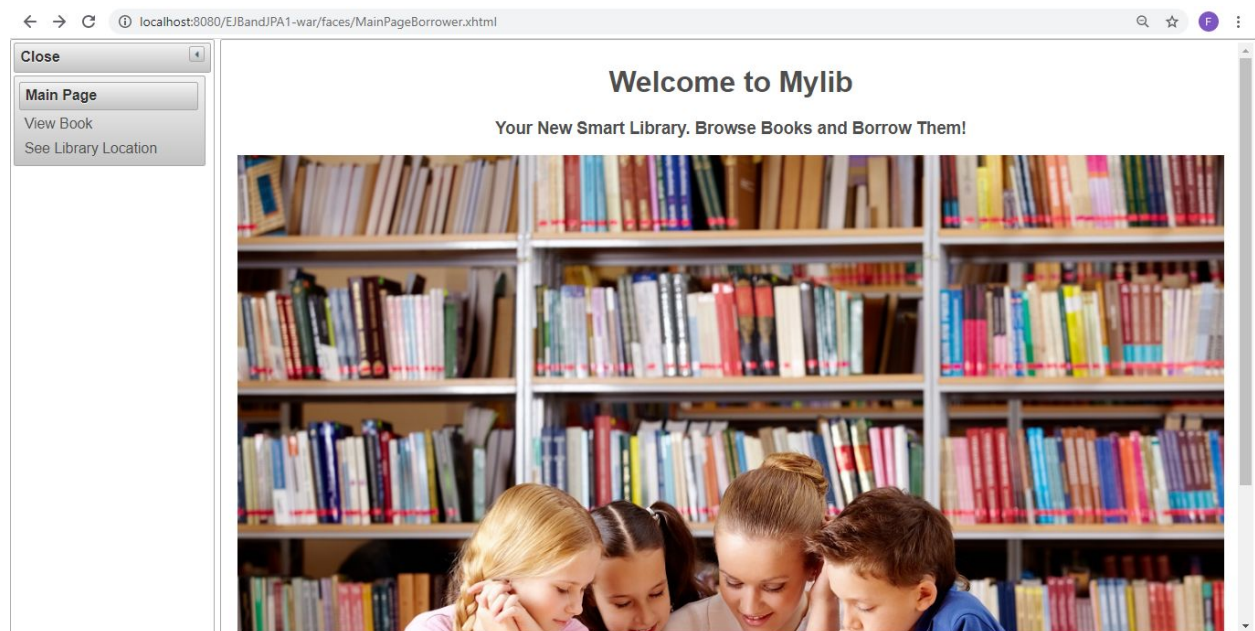 localhost:8080/EJBandJPA1-war/faces/MainPageBorrower.xhtml
F
Close
Main Page
View Book
See Library Location
Welcome to Mylib
Your New Smart Library. Browse Books and Borrow Them!